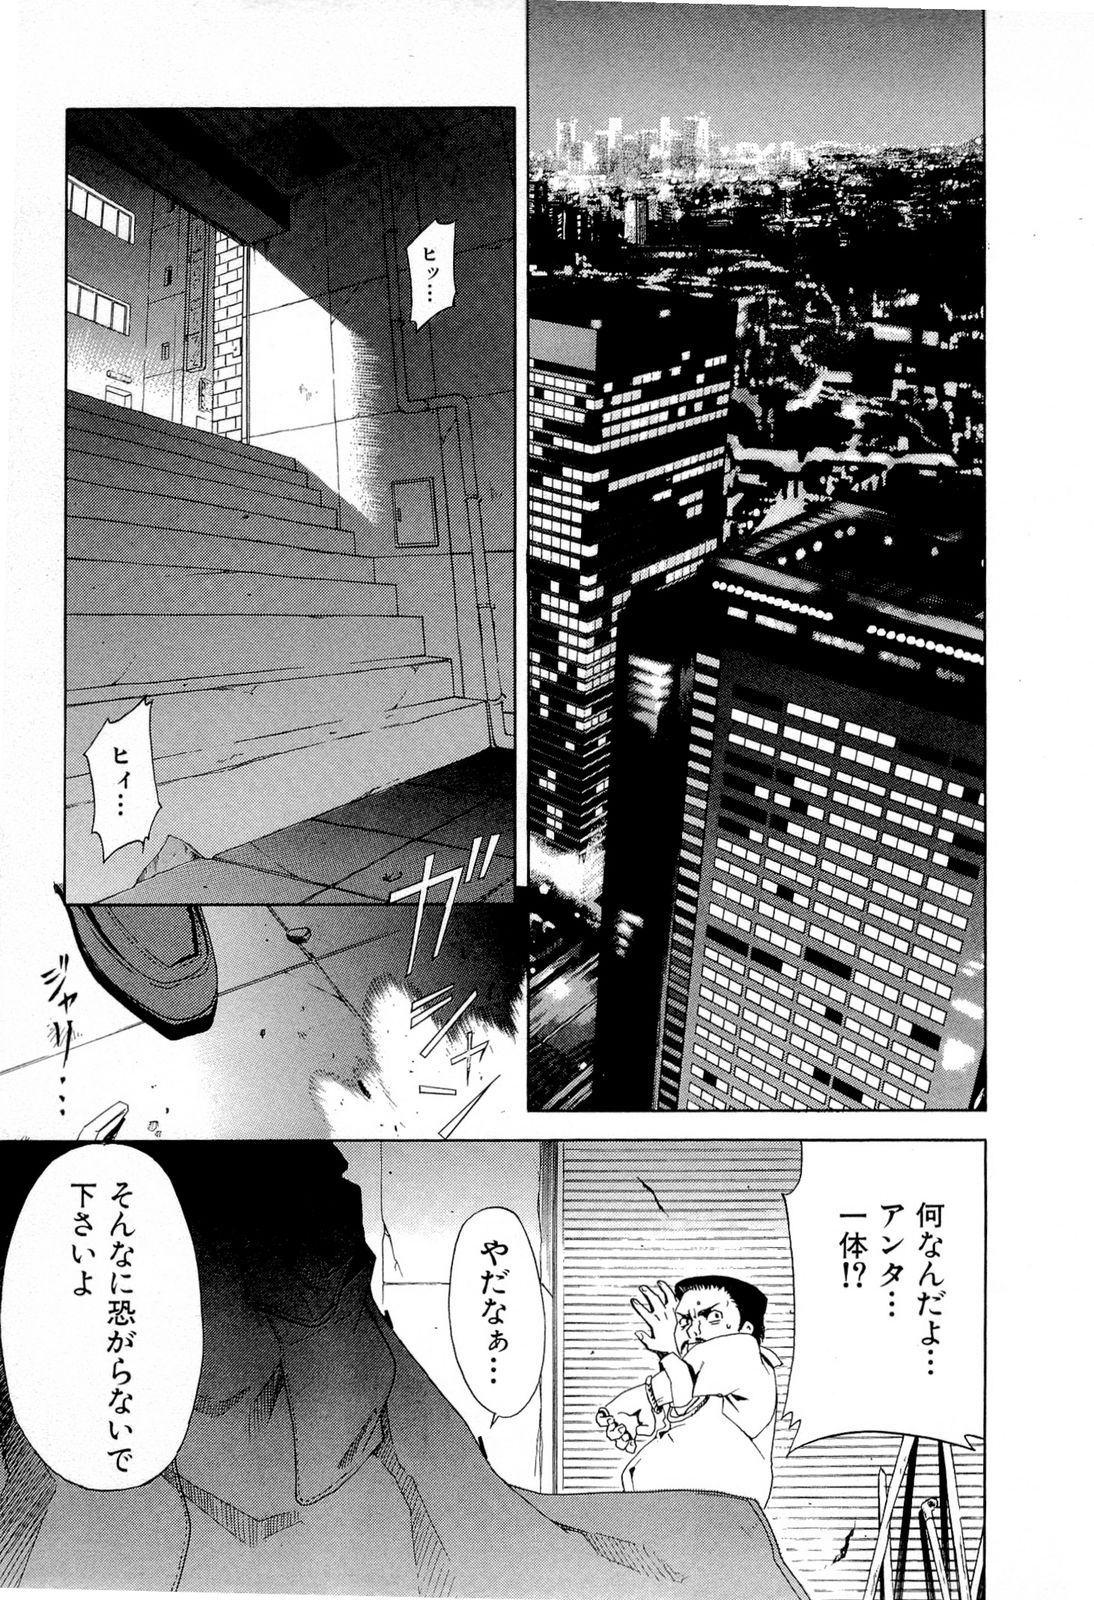 ヒッ…
ヒィ…
ガシャ
ジャリ…
何なんだよ…
アンタ…
一体!?
やだなぁ…
そんなに恐がらないで
下さいよ